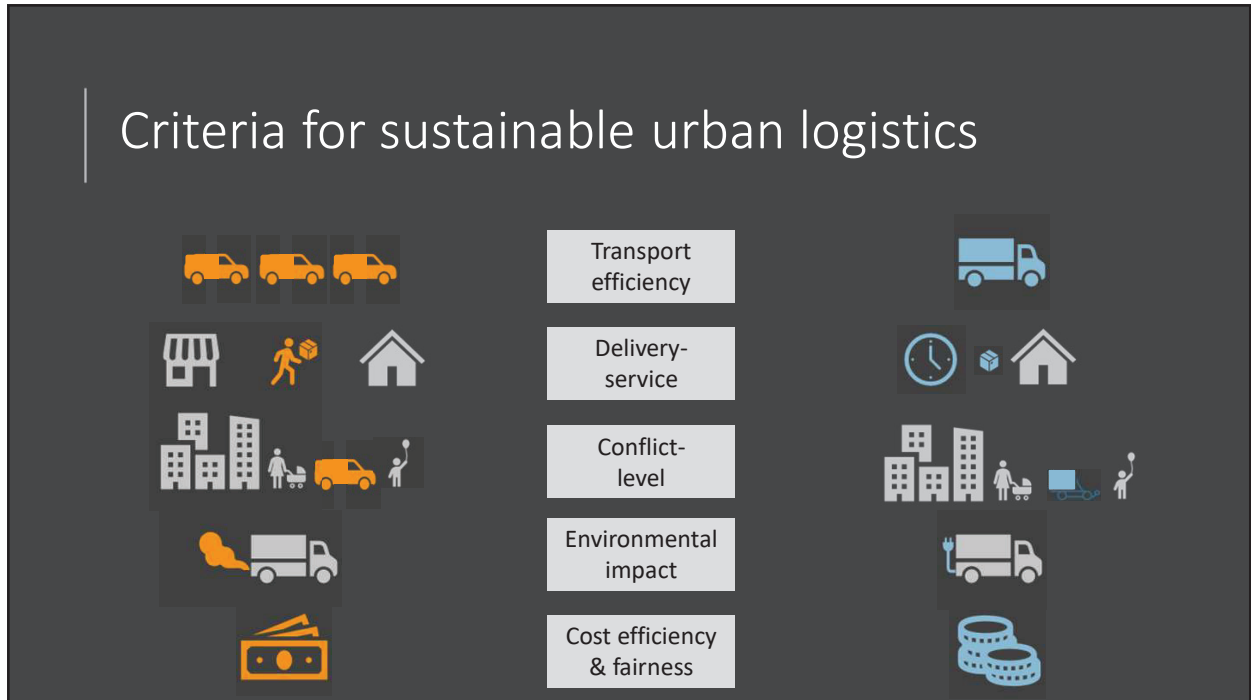 Criteria for sustainable urban logistics
Transport
efficiency
Delivery-
service
Conflict-
level
Environmental
impact
Cost efficiency
& fairness